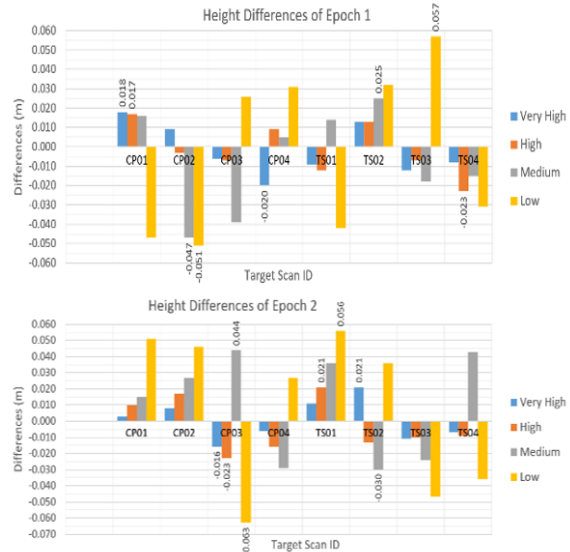 Height Differences of Epoch 1
0.060
0.050
0.040
0.030
0.020
0.010
0.000
-0.010
-0.020
-0.030
-0.040
-0.050
-0.060
Differences (m)
0.018
0.017
-0.047
-0.051
-0.020
0.025
0.057
-0.023
CP01 CP02 CP03 CP04 TS01 TS02 TS03 TS04
Target Scan ID
Very High
High
Medium
Low
Height Differences of Epoch 2
0.060
0.050
0.040
0.030
0.020
0.010
0.000
-0.010
-0.020
-0.030
-0.040
-0.050
-0.060
-0.070
Differences (m)
-0.016
-0.023
0.044
0.063
0.021
0.056
0.021
-0.030
CP01 CP02 CP03 CP04 TS01 TS02 TS03 TS04
Target Scan ID
Very High
High
Medium
Low